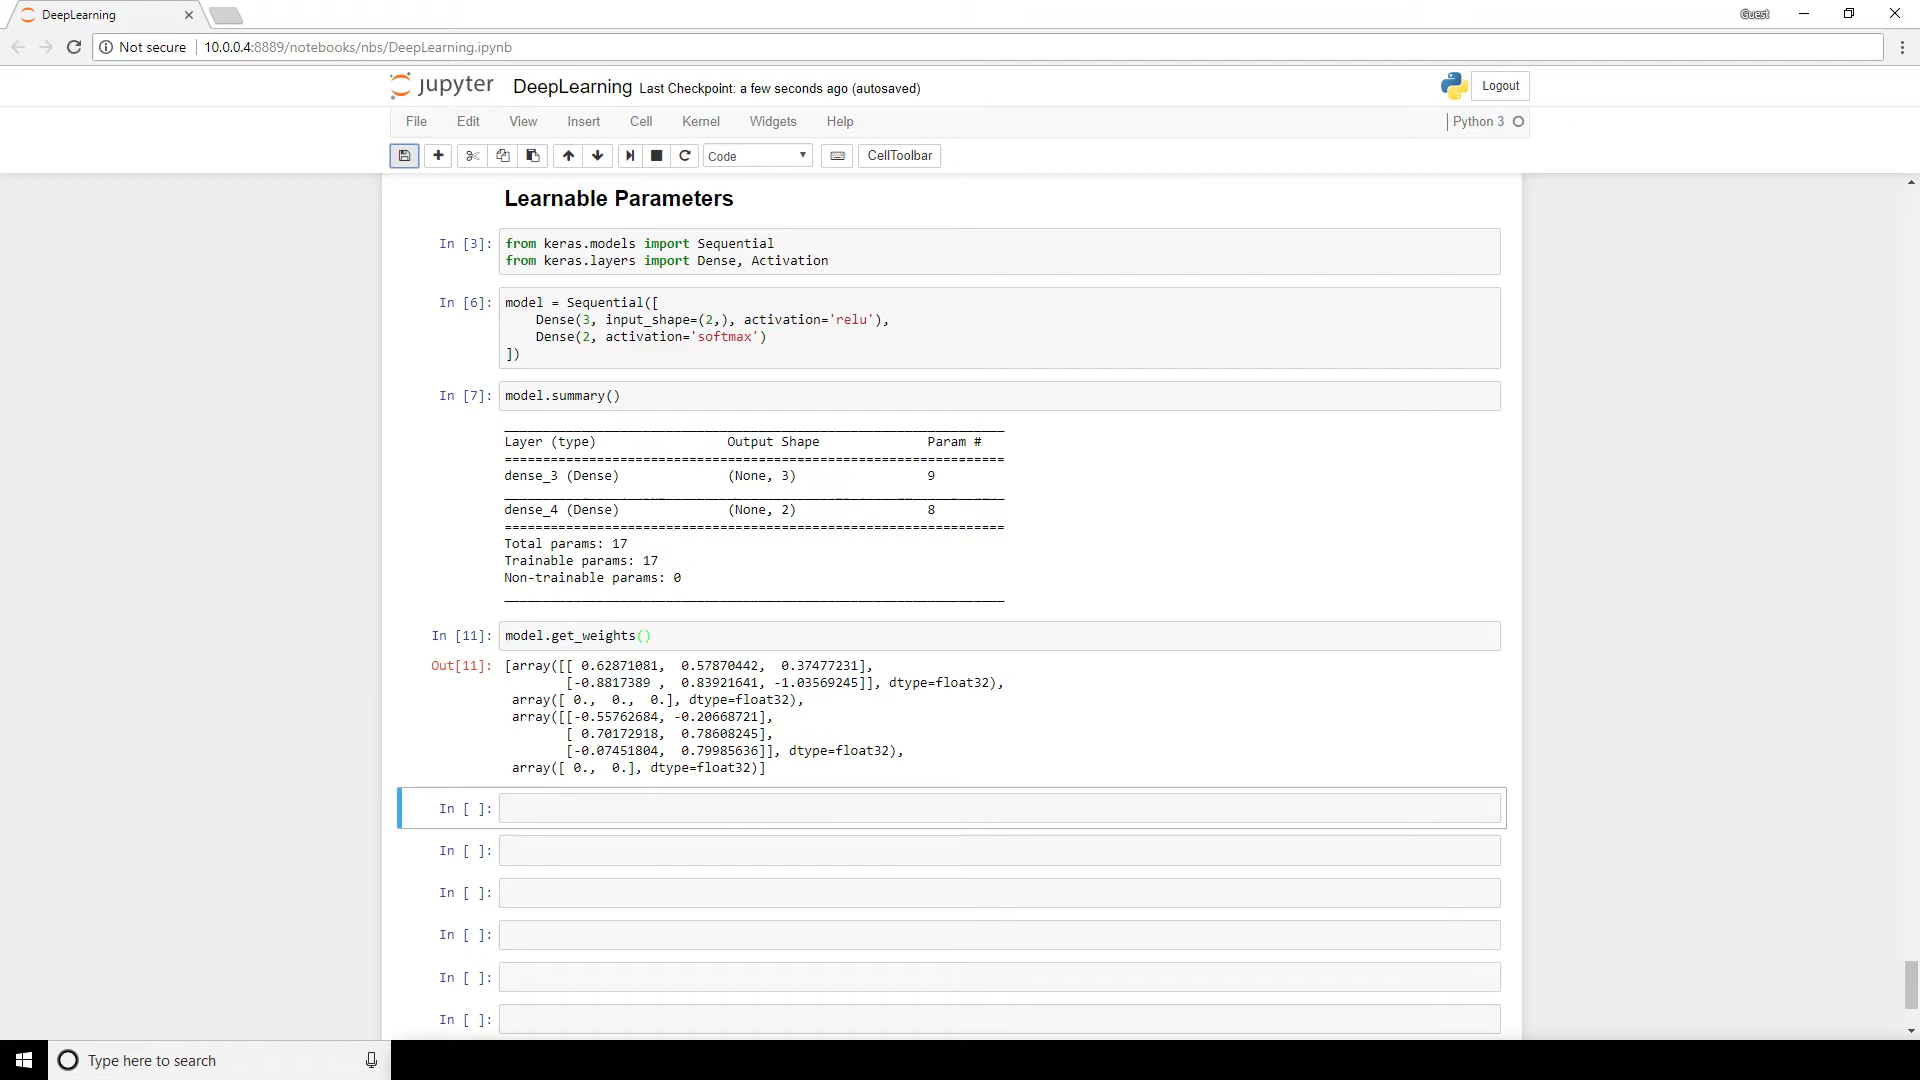 DeepLearning
Guest
Not secure 10.0.0.4:8889/notebooks/nbs/DeepLearning.ipynb
jupyter DeepLearning Last Checkpoint: a few seconds ago (autosaved) Logout
File Edit View Insert Cell Kernel Widgets Help Python 3
Code CellToolbar
Learnable Parameters
In [3]: from keras.models import Sequential
from keras.layers import Dense, Activation
In [6]: model = Sequential([
    Dense(3, input_shape=(2,), activation='relu'),
    Dense(2, activation='softmax')
])
In [7]: model.summary()
_________________________________________________________________
Layer (type)                 Output Shape              Param #
=================================================================
dense_3 (Dense)              (None, 3)                 9
_________________________________________________________________
dense_4 (Dense)              (None, 2)                 8
=================================================================
Total params: 17
Trainable params: 17
Non-trainable params: 0
_________________________________________________________________
In [11]: model.get_weights()
Out[11]: [array([[ 0.62871081,  0.57870442,  0.37477231],
        [-0.8817389 ,  0.83921641, -1.03569245]], dtype=float32),
 array([ 0.,  0.,  0.], dtype=float32),
 array([[-0.55762684, -0.20668721],
        [ 0.70172918,  0.78608245],
        [-0.07451804,  0.79985636]], dtype=float32),
 array([ 0.,  0.], dtype=float32)]
In [ ]:
In [ ]:
In [ ]:
In [ ]:
In [ ]:
In [ ]:
Type here to search